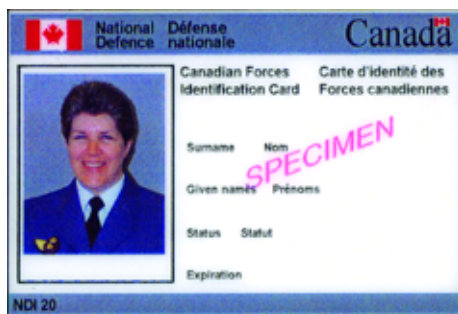 National Défense
Defence nationale
Canada
Canadian Forces Carte d'identité des
Identification Card Forces canadiennes
Surname Nom
SPECIMEN
Given names Prénoms
Status Statut
Expiration
NDI 20